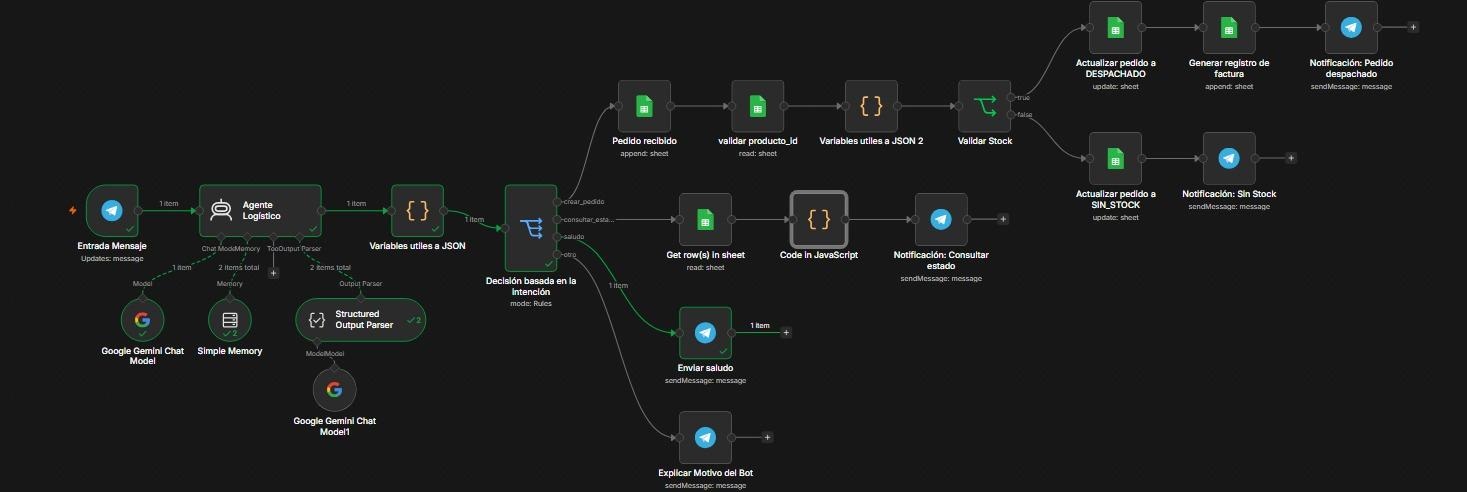 Actualizar pedido a
DESPACHADO
update: sheet
Generar registro de
factura
append: sheet
Notificación: Pedido
despachado
sendMessage: message
Pedido recibido
append: sheet
validar producto_id
read: sheet
Variables utiles a JSON 2
Validar Stock
true
false
Actualizar pedido a
SIN_STOCK
update: sheet
Notificación: Sin Stock
sendMessage: message
Entrada Mensaje
Updates: message
1 item
Agente
Logístico
Chat Model
Memory
Tool
Output Parser
1 item
Variables utiles a JSON
1 item
Decisión basada en la
intención
mode: Rules
crear_pedido
consultar_esta...
saludo
otro
Get row(s) in sheet
read: sheet
Code in JavaScript
Notificación: Consultar
estado
sendMessage: message
1 item
2 items total
2 items total
Model
Memory
Output Parser
Google Gemini Chat
Model
2
Simple Memory
Structured
Output Parser
2
Model
Model
Google Gemini Chat
Model1
1 item
1 item
Enviar saludo
sendMessage: message
Explicar Motivo del Bot
sendMessage: message